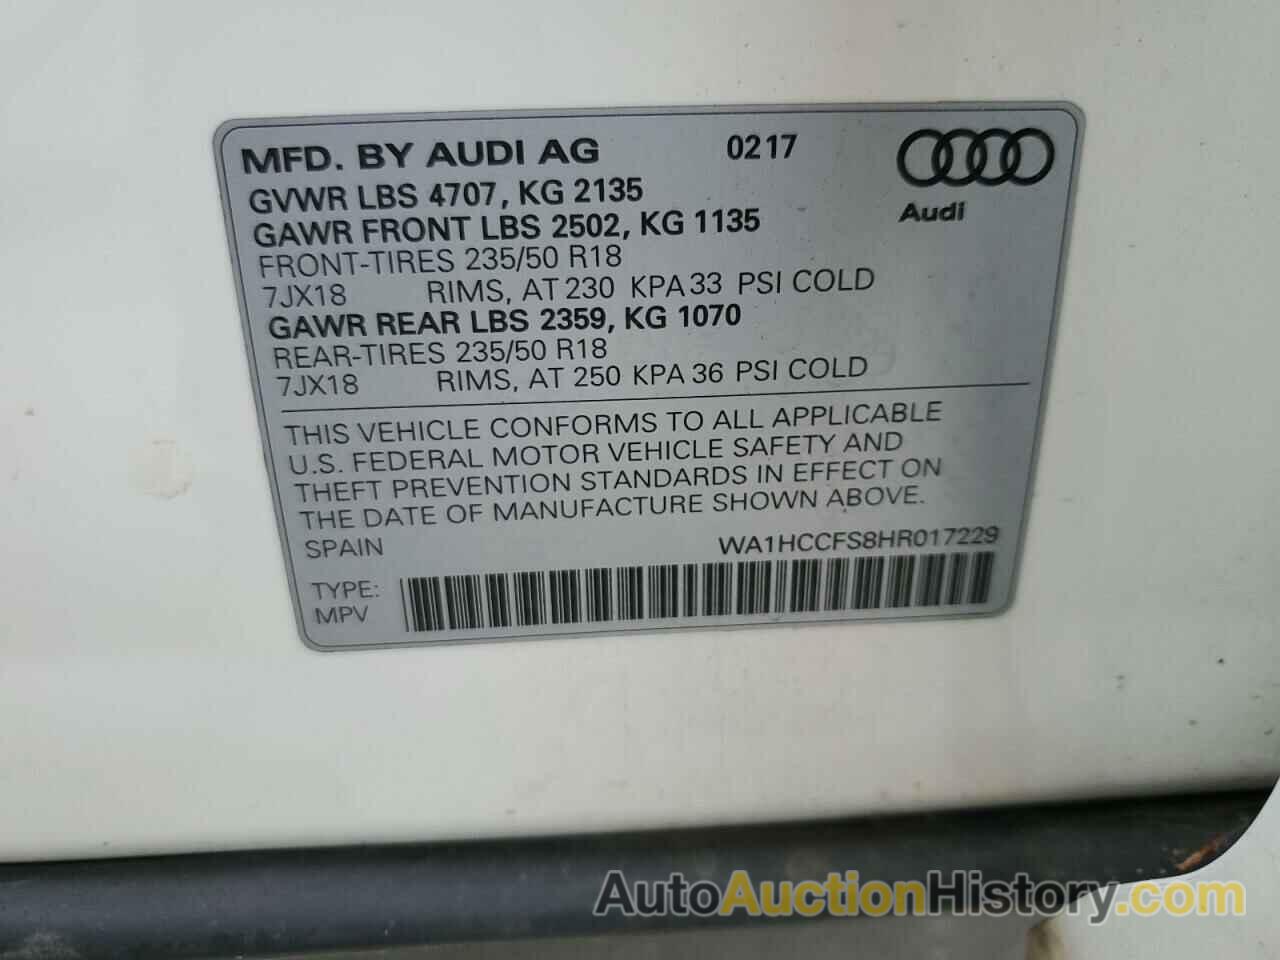 MFD. BY AUDI AG 0217
Audi
GVWR LBS 4707, KG 2135
GAWR FRONT LBS 2502, KG 1135
FRONT-TIRES 235/50 R18
7JX18 RIMS, AT 230 KPA 33 PSI COLD
GAWR REAR LBS 2359, KG 1070
REAR-TIRES 235/50 R18
7JX18 RIMS, AT 250 KPA 36 PSI COLD
THIS VEHICLE CONFORMS TO ALL APPLICABLE
U.S. FEDERAL MOTOR VEHICLE SAFETY AND
THEFT PREVENTION STANDARDS IN EFFECT ON
THE DATE OF MANUFACTURE SHOWN ABOVE.
SPAIN WA1HCCFS8HR017229
TYPE:
MPV
AutoAuctionHistory.com